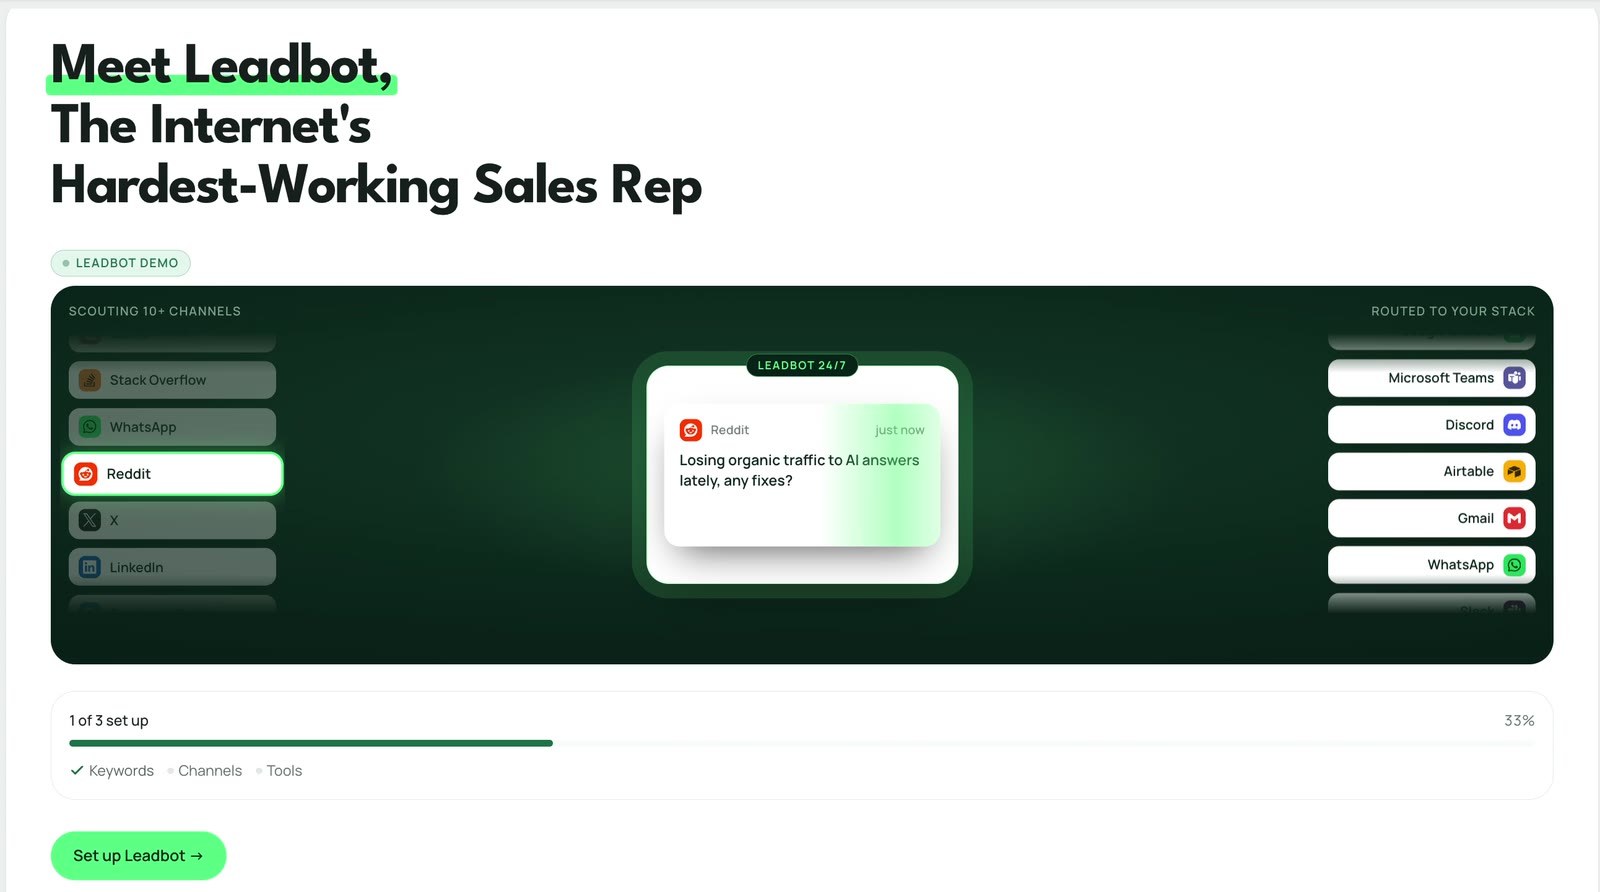 Meet Leadbot,
The Internet's
Hardest-Working Sales Rep
LEADBOT DEMO
SCOUTING 10+ CHANNELS
Stack Overflow
WhatsApp
Reddit
X
LinkedIn
LEADBOT 24/7
Reddit
just now
Losing organic traffic to AI answers
lately, any fixes?
ROUTED TO YOUR STACK
Microsoft Teams
Discord
Airtable
Gmail
WhatsApp
Slack
1 of 3 set up
33%
Keywords
Channels
Tools
Set up Leadbot →